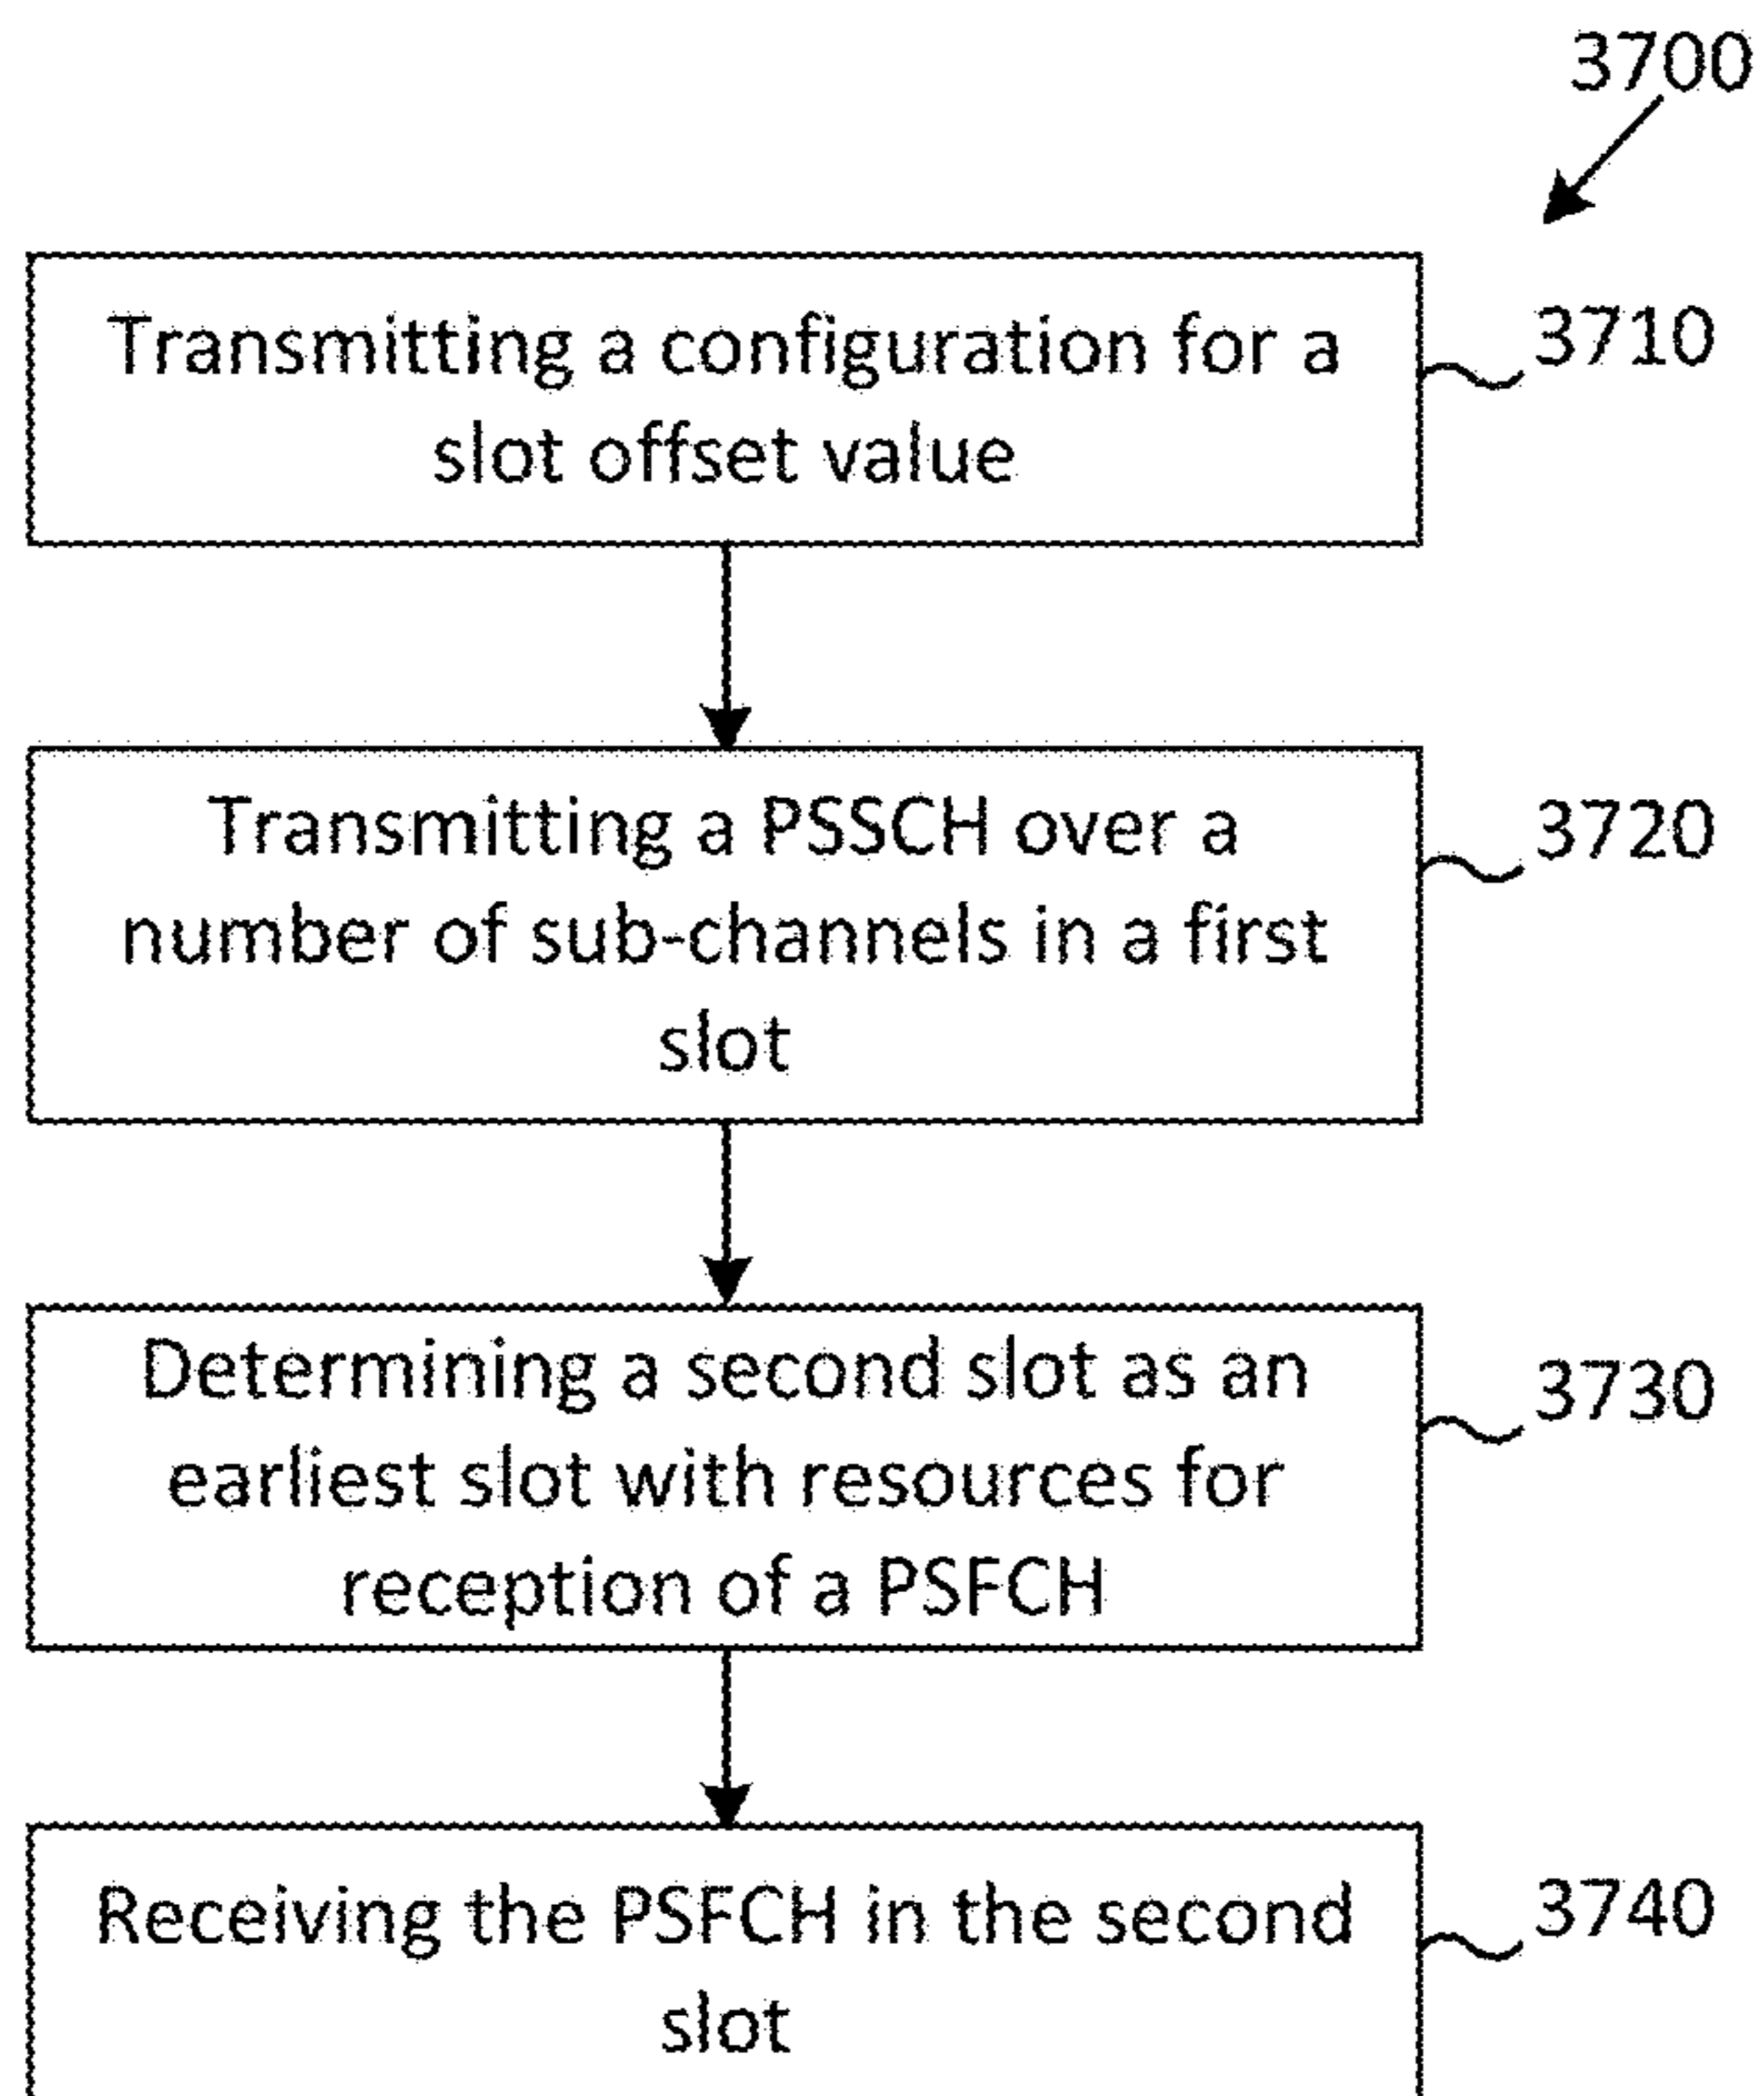 3700
Transmitting a configuration for a
slot offset value
3710
Transmitting a PSSCH over a
number of sub-channels in a first
slot
3720
Determining a second slot as an
earliest slot with resources for
reception of a PSFCH
3730
Receiving the PSFCH in the second
slot
3740